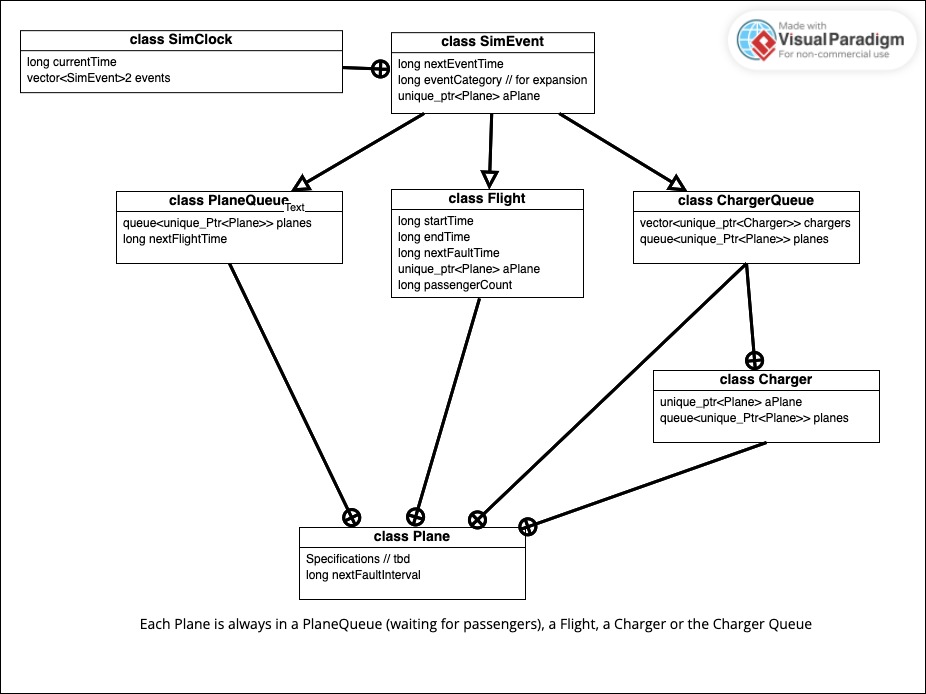 Made with
Visual Paradigm
For non-commercial use
class SimClock
long currentTime
vector<SimEvent>2 events
class SimEvent
long nextEventTime
long eventCategory // for expansion
unique_ptr<Plane> aPlane
class PlaneQueue
Text
queue<unique_Ptr<Plane>> planes
long nextFlightTime
class Flight
long startTime
long endTime
long nextFaultTime
unique_ptr<Plane> aPlane
long passengerCount
class ChargerQueue
vector<unique_ptr<Charger>> chargers
queue<unique_Ptr<Plane>> planes
class Charger
unique_ptr<Plane> aPlane
queue<unique_Ptr<Plane>> planes
class Plane
Specifications // tbd
long nextFaultInterval
Each Plane is always in a PlaneQueue (waiting for passengers), a Flight, a Charger or the Charger Queue